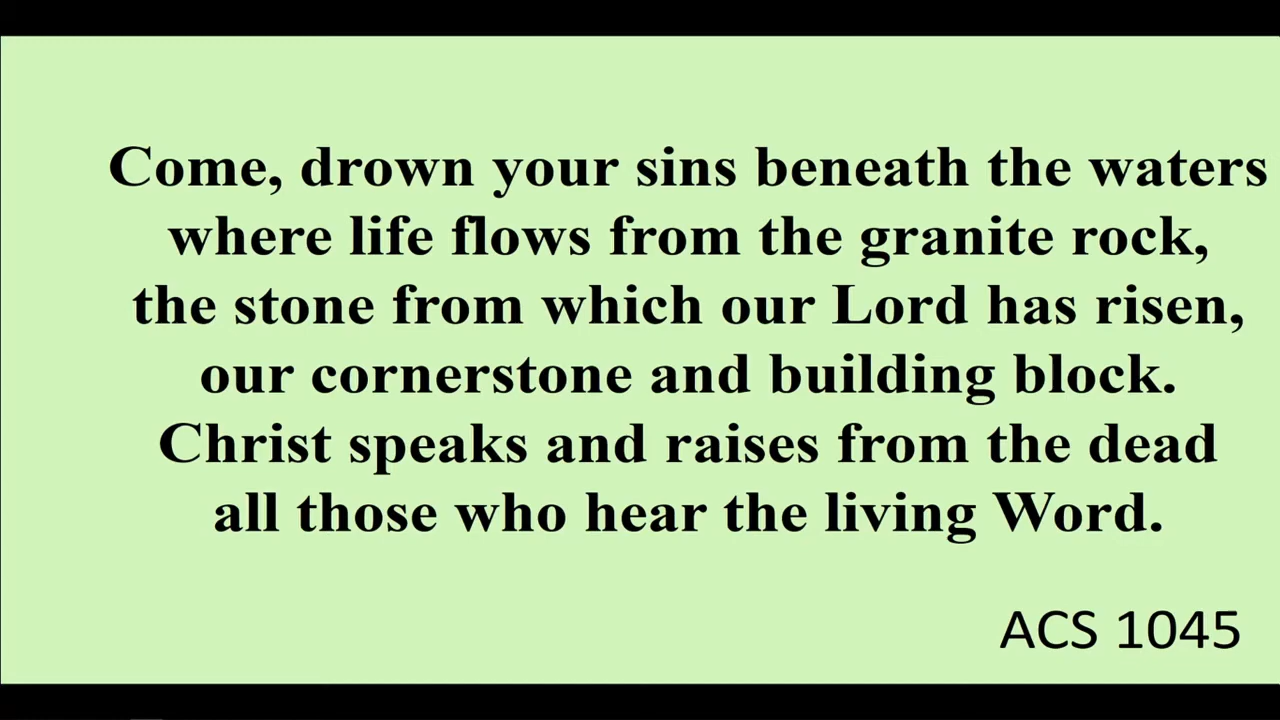 Come, drown your sins beneath the waters
where life flows from the granite rock,
the stone from which our Lord has risen,
our cornerstone and building block.
Christ speaks and raises from the dead
all those who hear the living Word.
ACS 1045